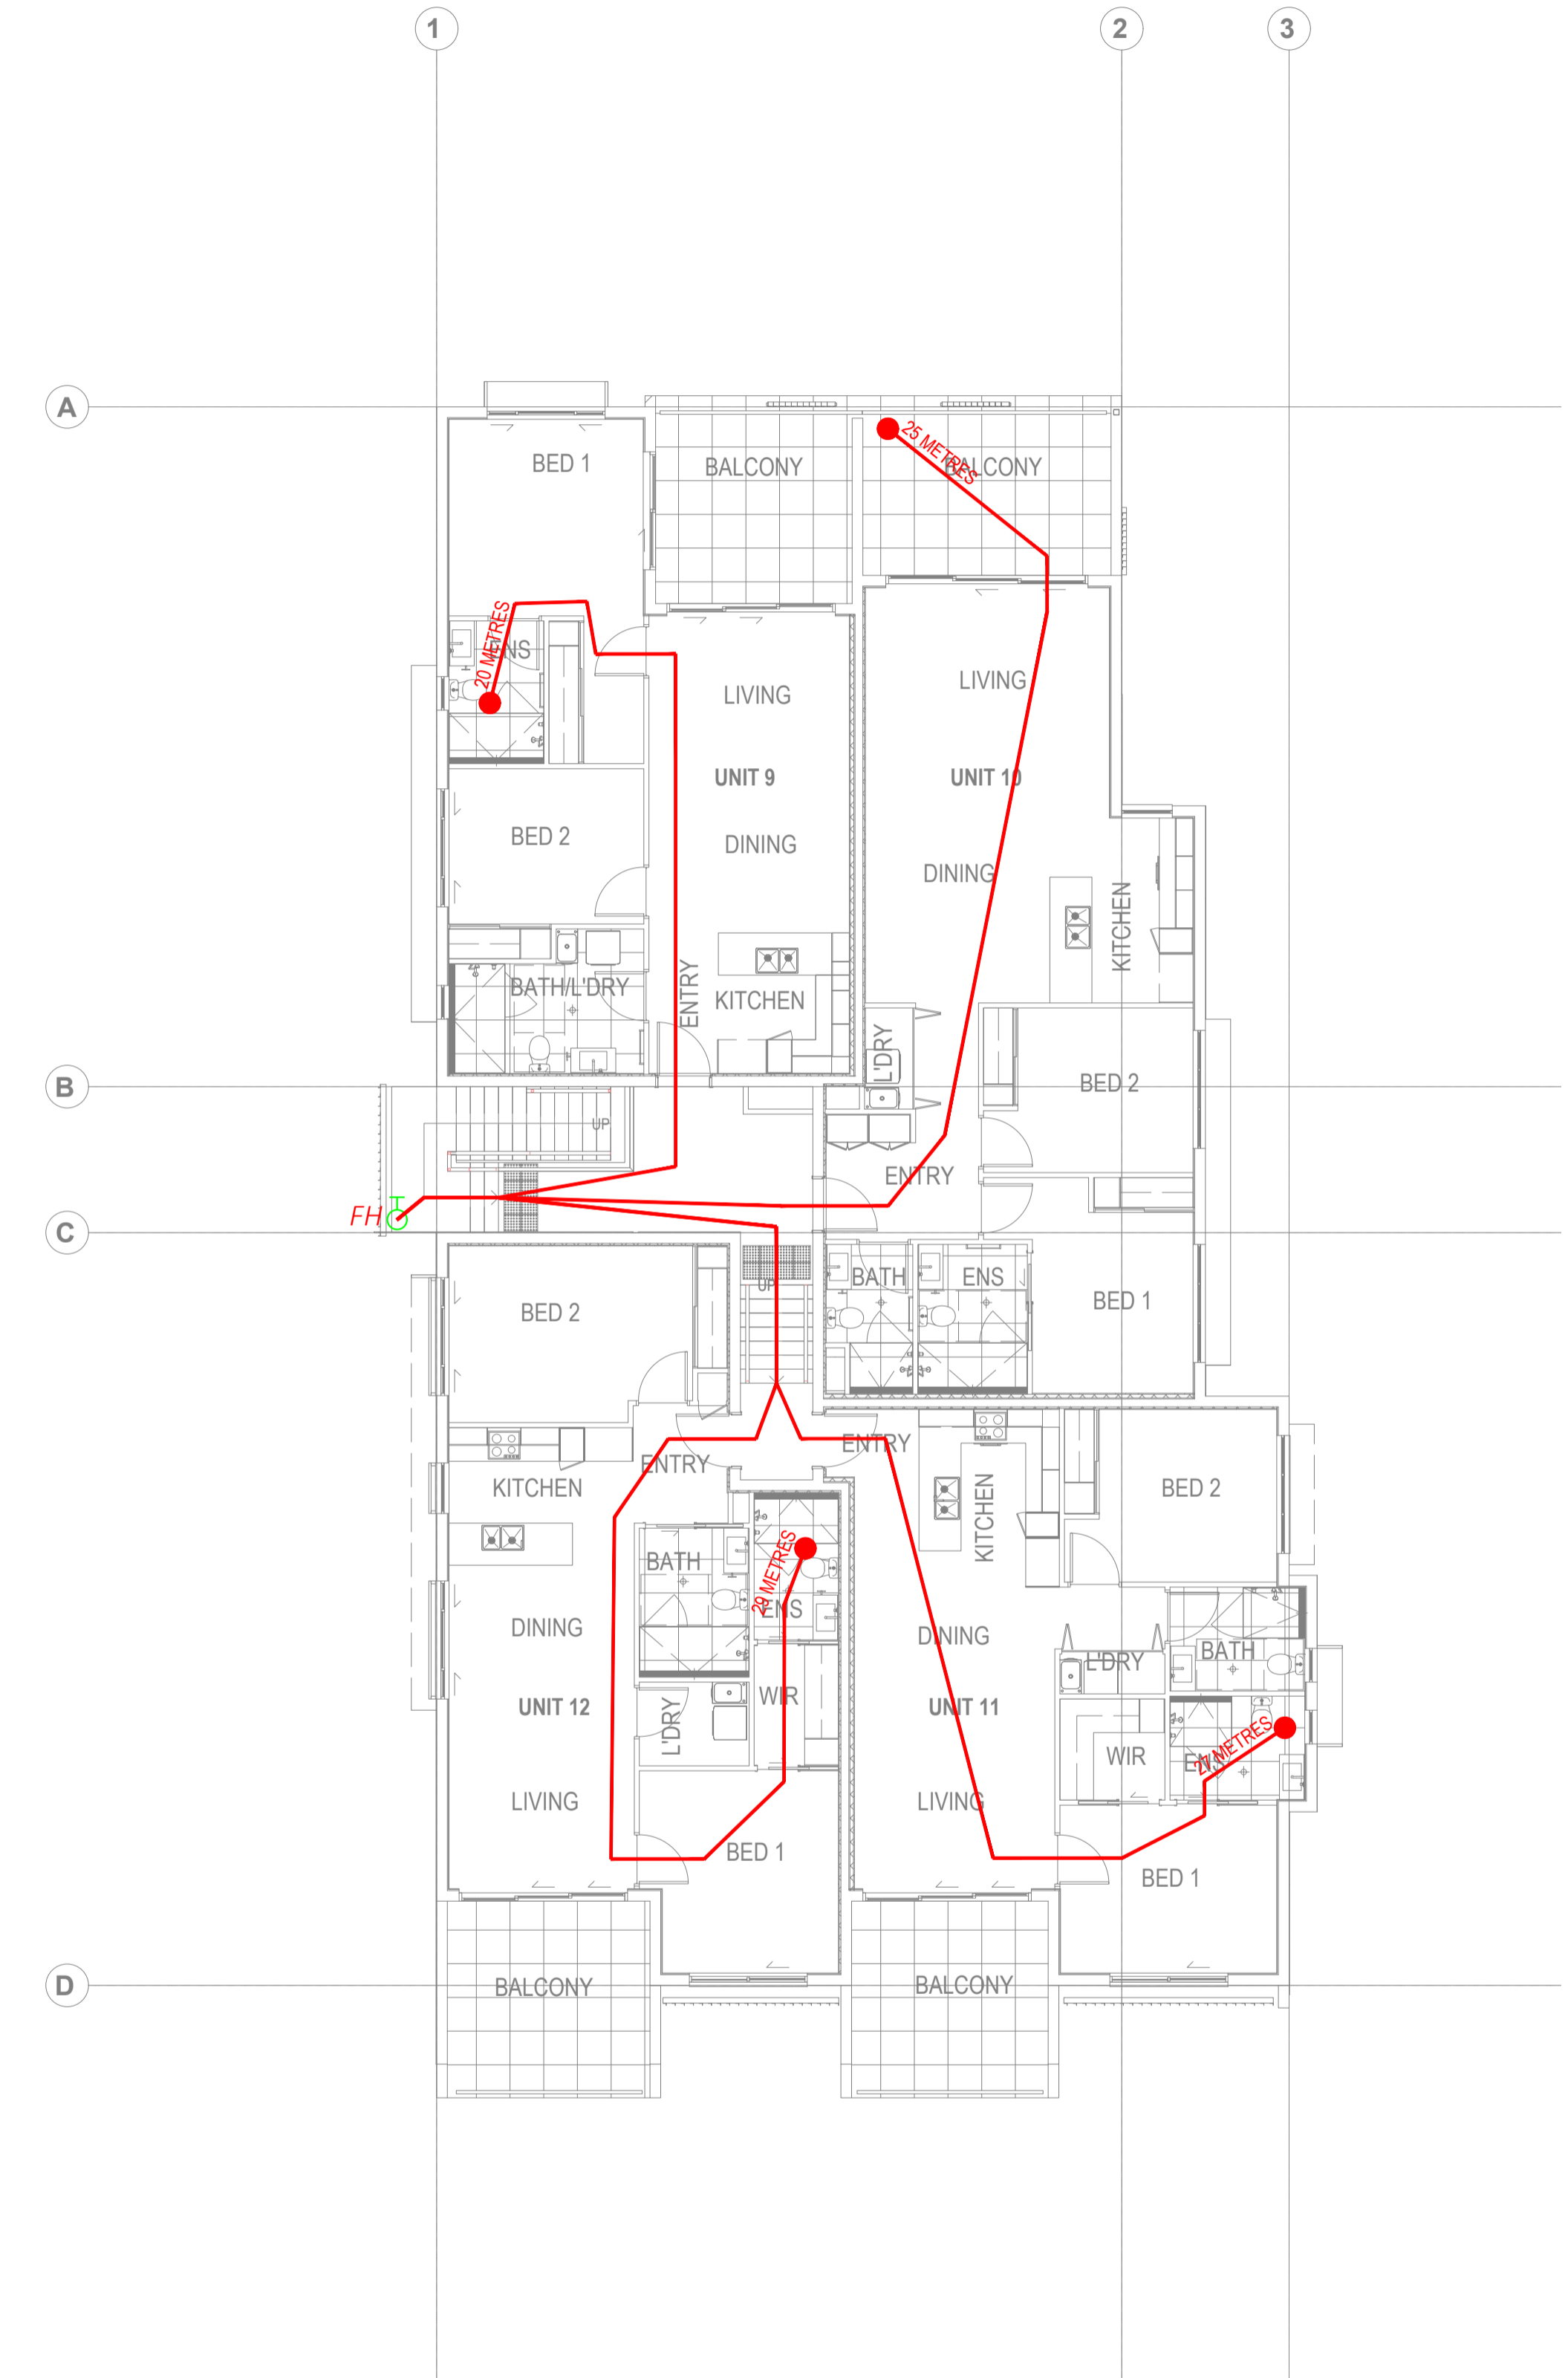 1
2
3
A
25 METRES
BED 1
BALCONY
BALCONY
20 METRES
ENS
LIVING
LIVING
UNIT 9
UNIT 10
BED 2
DINING
DINING
KITCHEN
BATH/L'DRY
ENTRY
KITCHEN
L'DRY
B
BED 2
UP
ENTRY
FH
C
BATH
ENS
UP
BED 1
BED 2
ENTRY
ENTRY
KITCHEN
KITCHEN
BED 2
29 METRES
BATH
ENS
DINING
DINING
L'DRY
BATH
WIR
UNIT 12
L'DRY
UNIT 11
27 METRES
WIR
ENS
LIVING
LIVING
BED 1
BED 1
D
BALCONY
BALCONY